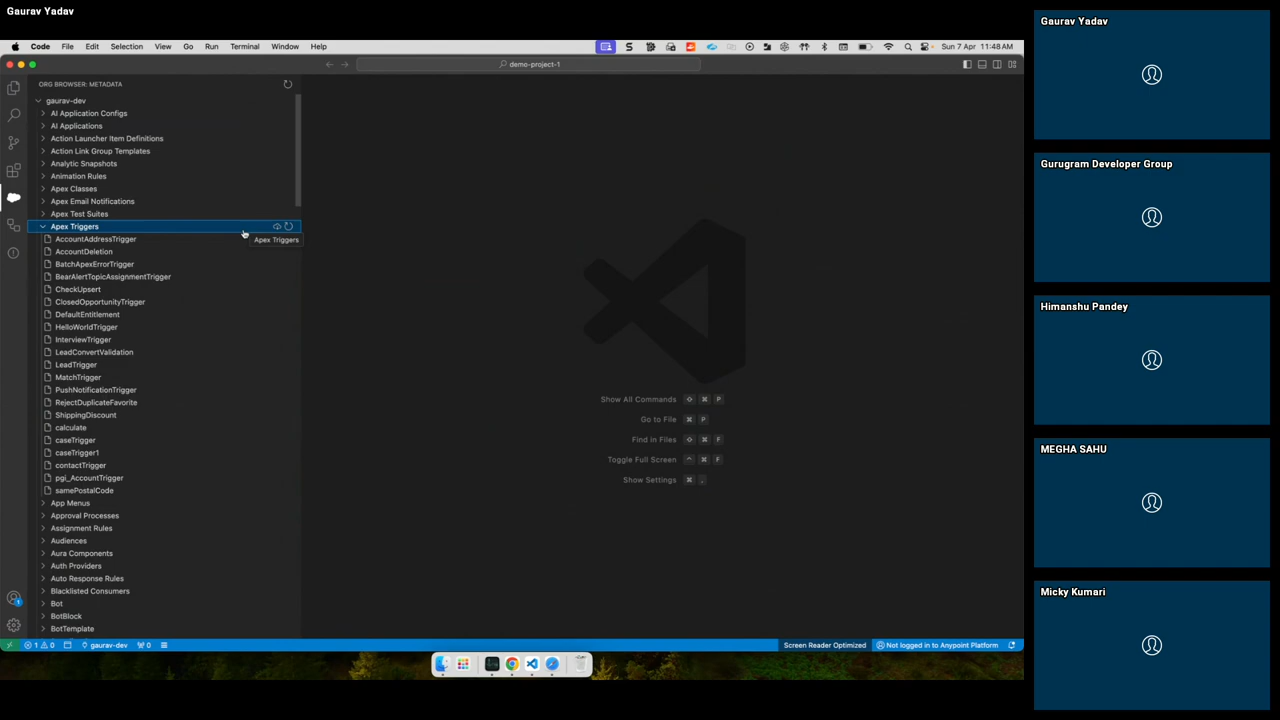 Gaurav Yadav
Code File Edit Selection View Go Run Terminal Window Help
Sun 7 Apr 11:48 AM
demo-project-1
ORG BROWSER: METADATA
gaurav-dev
AI Application Configs
AI Applications
Action Launcher Item Definitions
Action Link Group Templates
Analytic Snapshots
Animation Rules
Apex Classes
Apex Email Notifications
Apex Test Suites
Apex Triggers
Apex Triggers
AccountAddressTrigger
AccountDeletion
BatchApexErrorTrigger
BearAlertTopicAssignmentTrigger
CheckUpsert
ClosedOpportunityTrigger
DefaultEntitlement
HelloWorldTrigger
InterviewTrigger
LeadConvertValidation
LeadTrigger
MatchTrigger
PushNotificationTrigger
RejectDuplicateFavorite
ShippingDiscount
calculate
caseTrigger
caseTrigger1
contactTrigger
pgi_AccountTrigger
samePostalCode
App Menus
Approval Processes
Assignment Rules
Audiences
Aura Components
Auth Providers
Auto Response Rules
Blacklisted Consumers
Bot
BotBlock
BotTemplate
Show All Commands ⇧ ⌘ P
Go to File ⌘ P
Find in Files ⇧ ⌘ F
Toggle Full Screen ^ ⌘ F
Show Settings ⌘ ,
1
1 0 gaurav-dev 0
Screen Reader Optimized Not logged in to Anypoint Platform
Gaurav Yadav
Gurugram Developer Group
Himanshu Pandey
MEGHA SAHU
Micky Kumari